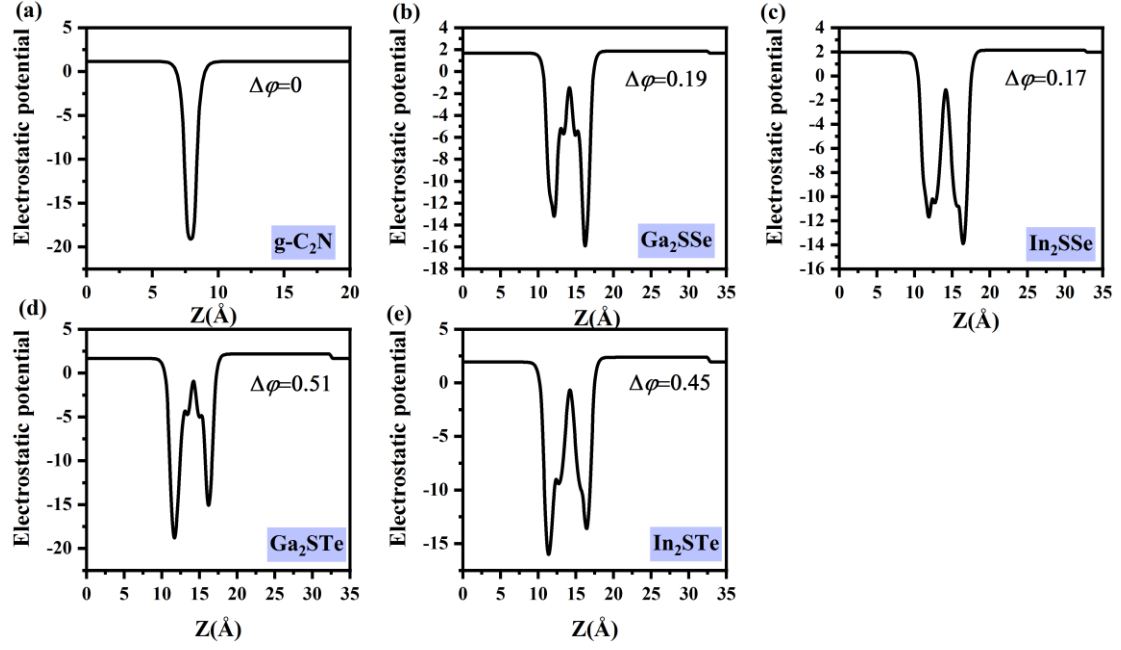 (a)
5
0
-5
-10
-15
-20
Electrostatic potential
Δφ=0
g-C₂N
0 5 10 15 20
Z(Å)
(b)
4
2
0
-2
-4
-6
-8
-10
-12
-14
-16
-18
Electrostatic potential
Δφ=0.19
Ga₂SSe
0 5 10 15 20 25 30 35
Z(Å)
(c)
4
2
0
-2
-4
-6
-8
-10
-12
-14
-16
Electrostatic potential
Δφ=0.17
In₂SSe
0 5 10 15 20 25 30 35
Z(Å)
(d)
5
0
-5
-10
-15
-20
Electrostatic potential
Δφ=0.51
Ga₂STe
0 5 10 15 20 25 30 35
Z(Å)
(e)
5
0
-5
-10
-15
Electrostatic potential
Δφ=0.45
In₂STe
0 5 10 15 20 25 30 35
Z(Å)